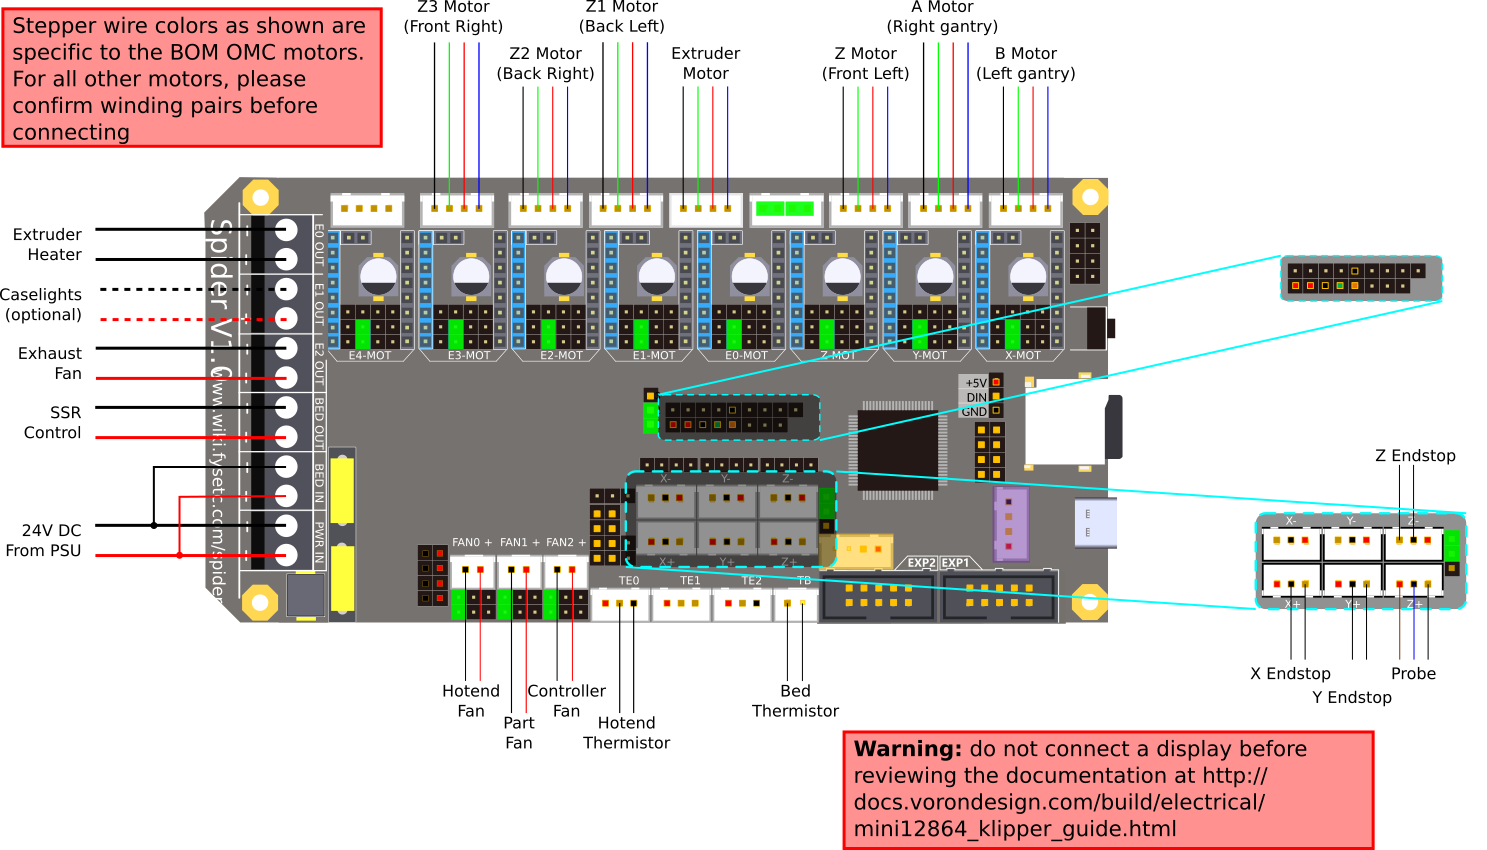 Stepper wire colors as shown are
specific to the BOM OMC motors.
For all other motors, please
confirm winding pairs before
connecting
Z3 Motor
(Front Right)
Z1 Motor
(Back Left)
A Motor
(Right gantry)
Z2 Motor
(Back Right)
Extruder
Motor
Z Motor
(Front Left)
B Motor
(Left gantry)
Extruder
Heater
Caselights
(optional)
Exhaust
Fan
SSR
Control
24V DC
From PSU
Spider V1.0
www.wiki.fysetc.com/spider
E0 OUT
E1 OUT
E2 OUT
BED OUT
BED IN
PWR IN
E4-MOT
E3-MOT
E2-MOT
E1-MOT
E0-MOT
Z-MOT
Y-MOT
X-MOT
+5V
DIN
GND
X-
Y-
Z-
X+
Y+
Z+
FAN0 +
FAN1 +
FAN2 +
TE0
TE1
TE2
TB
EXP2
EXP1
E
E
Z Endstop
X-
Y-
Z-
X+
Y+
Z+
X Endstop
Y Endstop
Probe
Hotend
Fan
Part
Fan
Controller
Fan
Hotend
Thermistor
Bed
Thermistor
Warning: do not connect a display before
reviewing the documentation at http://
docs.vorondesign.com/build/electrical/
mini12864_klipper_guide.html